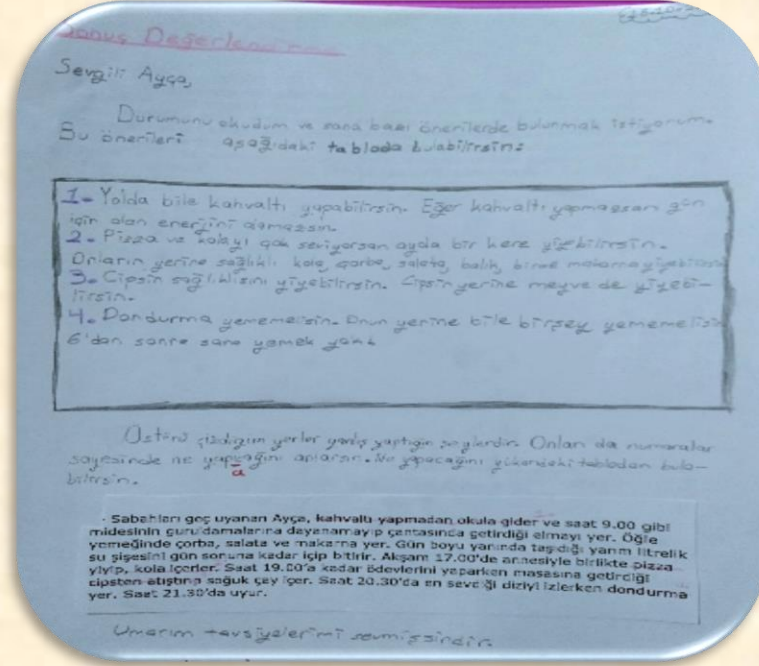 Dönüş Değerlendirme
Sevgili Ayça,
Durumunu okudum ve sana bazı önerilerde bulunmak istiyorum.
Bu önerileri aşağıdaki tabloda bulabilirsin:
1- Yolda bile kahvaltı yapabilirsin. Eğer kahvaltı yapmazsan gün
için olan enerjini alamazsın.
2- Pizza ve kolayı çok seviyorsan ayda bir kere yiyebilirsin.
Onların yerine sağlıklı, çorba, salata, balık, makarna yiyebilirsin
3- Cipsin sağlıklısını yiyebilirsin. Cipsin yerine meyve de yiyebi-
lirsin.
4- Dondurma yememelisin. Onun yerine bile birşey yememelisin
6'dan sonra sana yemek yok!
Üstünü çizdiğim yerler yanlış yaptığın şeylerdir. Onları da numaralar
sayesinde ne anlarsın. Ne yapacağını yukarıdaki tablodan bula-
bilirsin.
a
- Sabahları geç uyanan Ayça, kahvaltı yapmadan okula gider ve saat 9.00 gibi
midesinin guruldamalarına dayanamayıp çantasında getirdiği elmayı yer. Öğle
yemeğinde çorba, salata ve makarna yer. Gün boyu yanında taşıdığı yarım litrelik
su şişesini gün sonuna kadar içip bitirir. Akşam 17.00'de annesiyle birlikte pizza
yiyip, kola içerler. Saat 19.00'a kadar ödevlerini yaparken masasına getirdiği
cipsten atıştırıp soğuk çay içer. Saat 20.30'da en sevdiği diziyi izlerken dondurma
yer. Saat 21.30'da uyur.
Umarım tavsiyelerimi sevmişsindir.